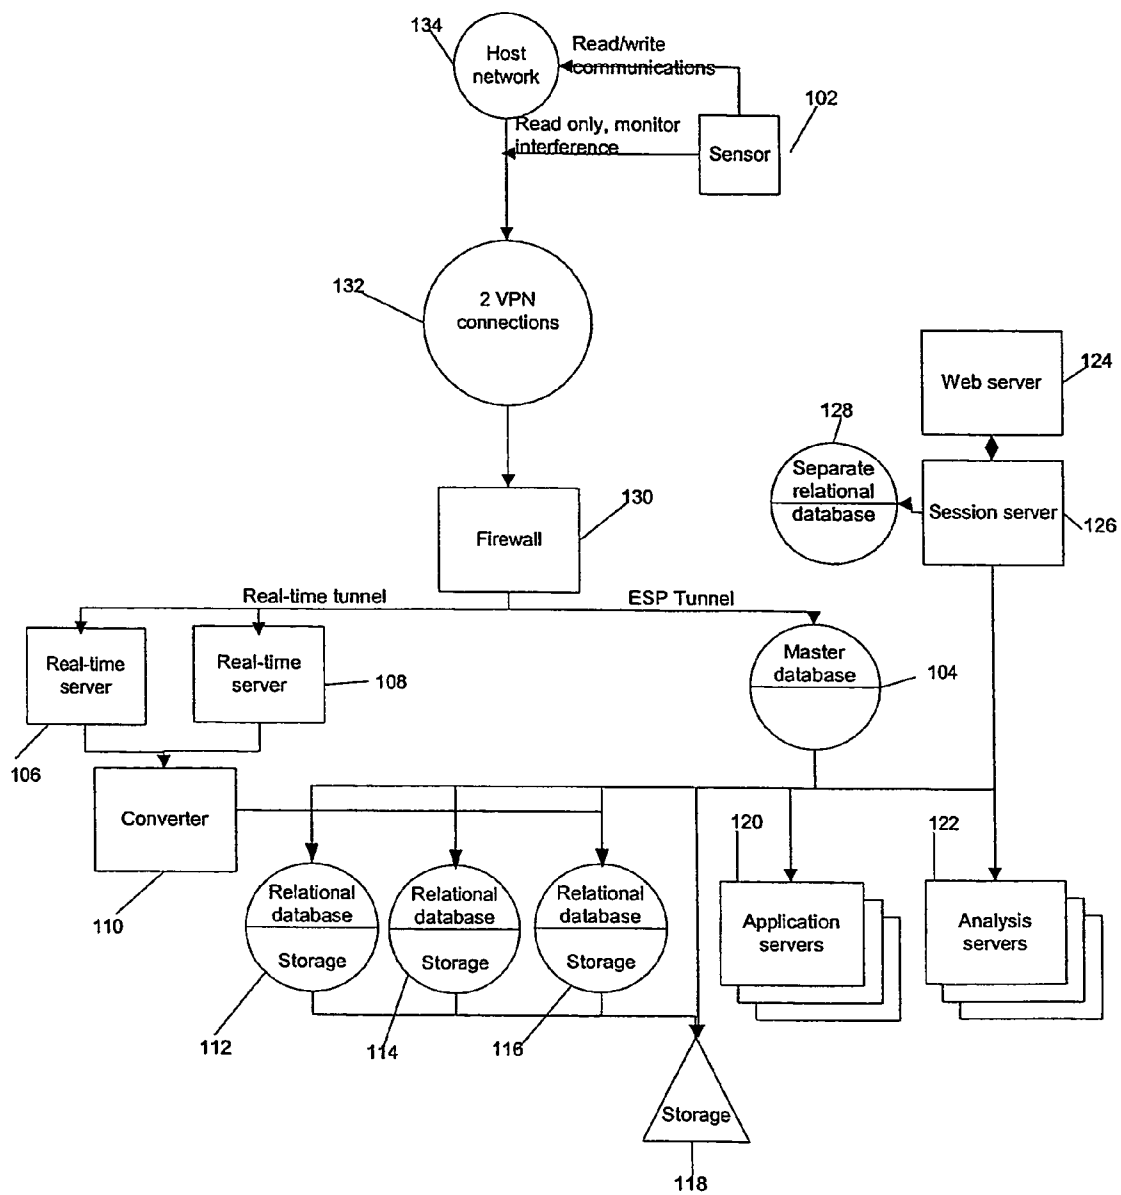 134
Host
network
Read/write
communications
102
Read only, monitor
interference
Sensor
132
2 VPN
connections
124
Web server
128
Separate
relational
database
Session server
126
130
Firewall
Real-time tunnel
ESP Tunnel
Real-time
server
Real-time
server
108
Master
database
104
106
Converter
110
120
122
Relational
database
Storage
Relational
database
Storage
Relational
database
Storage
Application
servers
Analysis
servers
112
114
116
Storage
118